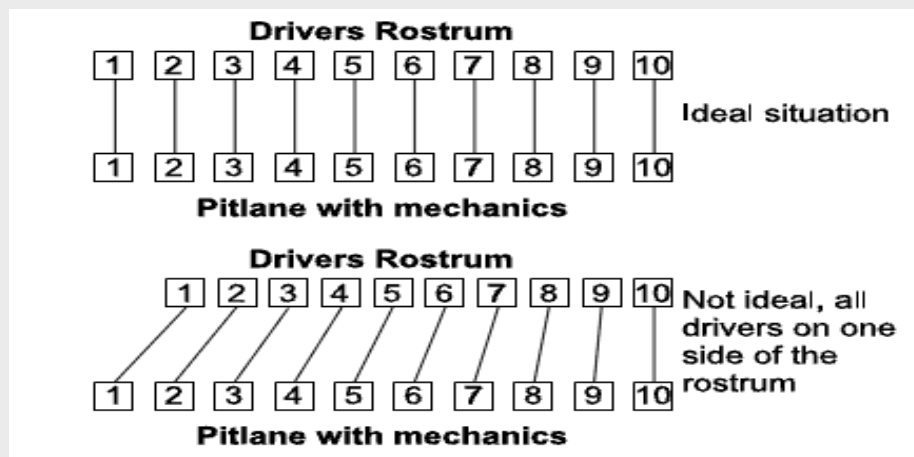 Drivers Rostrum
1 2 3 4 5 6 7 8 9 10
Ideal situation
1 2 3 4 5 6 7 8 9 10
Pitlane with mechanics
Drivers Rostrum
1 2 3 4 5 6 7 8 9 10
Not ideal, all
drivers on one
side of the
rostrum
1 2 3 4 5 6 7 8 9 10
Pitlane with mechanics